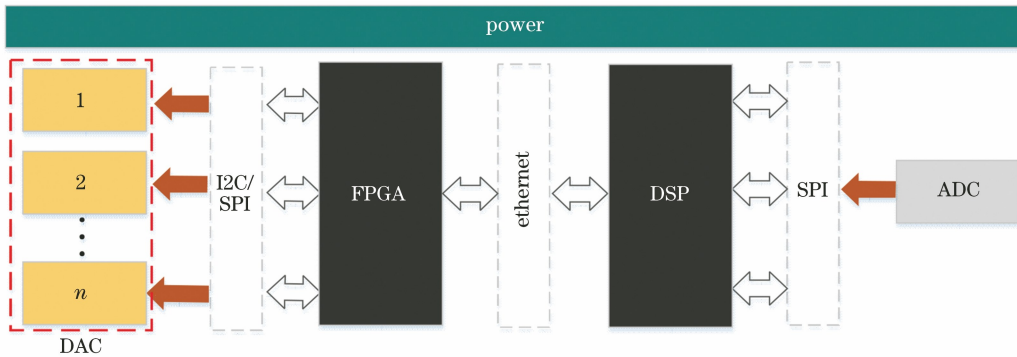 power
1
2
n
DAC
I2C/
SPI
FPGA
ethernet
DSP
SPI
ADC